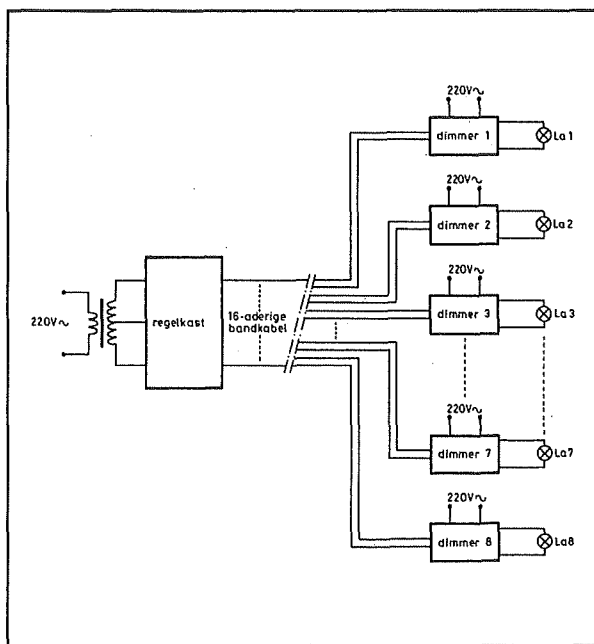 220V~
dimmer 1
La1
220V~
dimmer 2
La2
220V~
dimmer 3
La3
220V~
regelkast
16-aderige
bandkabel
220V~
dimmer 7
La7
220V~
dimmer 8
La8